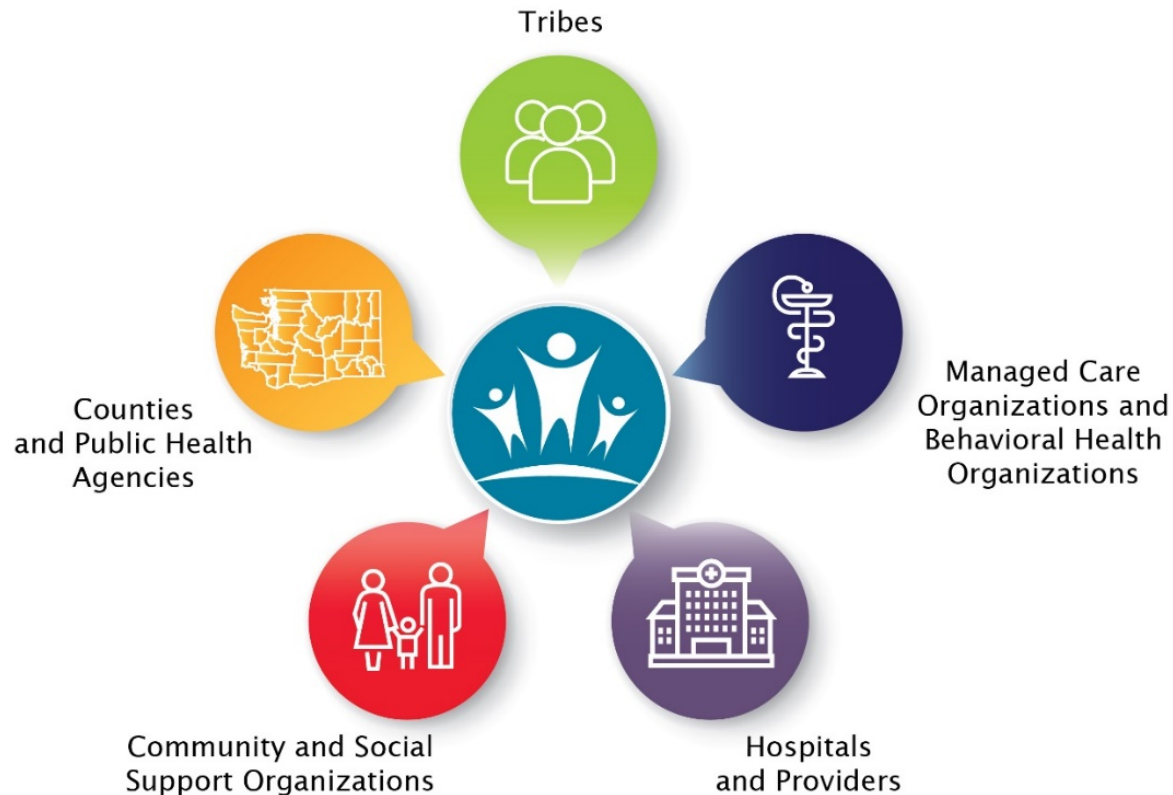 Tribes
Counties
and Public Health
Agencies
Managed Care
Organizations and
Behavioral Health
Organizations
Community and Social
Support Organizations
Hospitals
and Providers